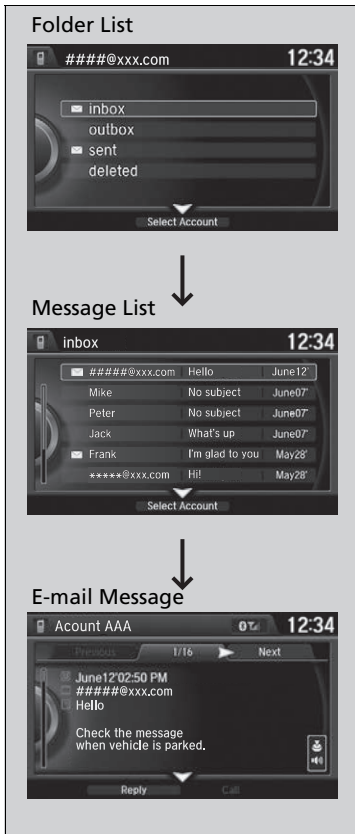 Folder List
####@xxx.com 12:34
inbox
outbox
sent
deleted
Select Account
Message List
inbox 12:34
#####@xxx.com Hello June12'
Mike No subject June07'
Peter No subject June07'
Jack What's up June07'
Frank I'm glad to you May28'
*****@xxx.com Hi! May28'
Select Account
E-mail Message
Acount AAA 12:34
Previous 1/16 Next
June12'02:50 PM
#####@xxx.com
Hello
Check the message
when vehicle is parked.
Reply Call